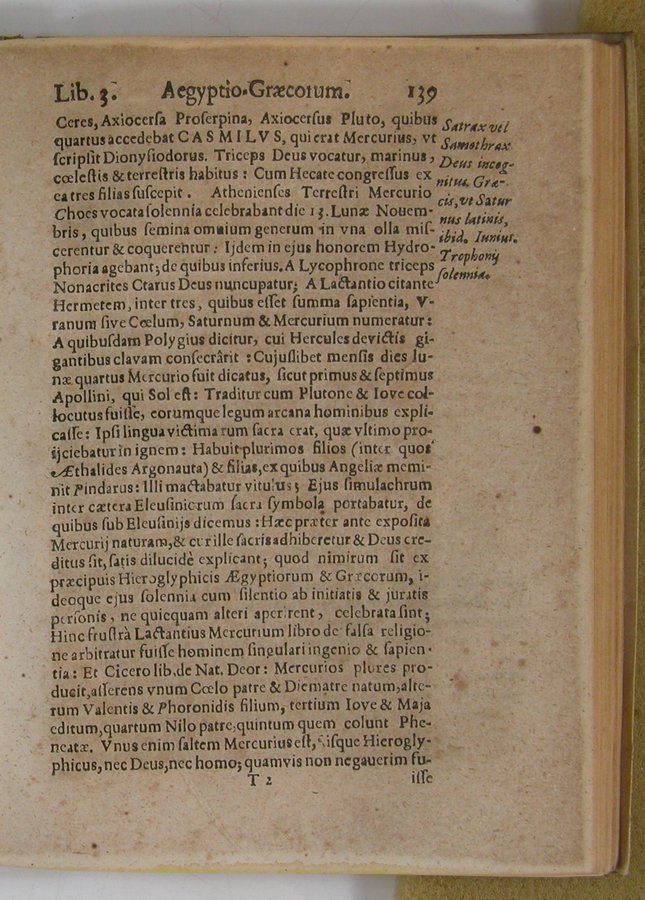 Lib. 3. Aegyptio-Græcorum. 139
Ceres, Axiocersa Proserpina, Axiocersus Pluto, quibus
quartus accedebat CASMILVS, qui erat Mercurius, vt
scripsit Dionysiodorus. Triceps Deus vocatur, marinus,
cœlestis & terrestris habitus: Cum Hecate congressus ex
ea tres filias suscepit. Athenienses Terrestri Mercurio
Choes vocata solennia celebrabant die 13. Lunæ Novem-
bris, quibus semina omnium generum in vna olla mis-
cerentur & coquerentur: Ijdem in ejus honorem Hydro-
phoria agebant; de quibus inferius. A Lycophrone triceps
Nonacrites Ctarus Deus nuncupatur; A Lactantio citante
Hermetem, inter tres, quibus esset summa sapientia, V-
ranum sive Cœlum, Saturnum & Mercurium numeratur:
A quibusdam Polygius dicitur, cui Hercules devictis gi-
gantibus clavam consecrârit: Cujuslibet mensis dies lu-
næ quartus Mercurio fuit dicatus, sicut primus & septimus
Apollini, qui Sol est: Traditur cum Plutone & Iove col-
locutus fuisse, eorumque legum arcana hominibus expli-
casse: Ipsi lingua victimarum sacra erat, quæ vltimo pro-
ijciebatur in ignem: Habuit plurimos filios (inter quos
Æthalides Argonauta) & filias, ex quibus Angeliæ memi-
nit Pindarus: Illi mactabatur vitulus; Ejus simulachrum
inter cætera Eleusiniorum sacra symbola portabatur, de
quibus sub Eleusinijs dicemus: Hæc præter ante exposita
Mercurij naturam, & cur ille sacris adhiberetur & Deus cre-
ditus sit, satis dilucidè explicant; quod nimirum sit ex
præcipuis Hieroglyphicis Ægyptiorum & Græcorum, i-
deoque ejus solennia cum silentio ab initiatis & juratis
personis, ne quicquam alteri aperirent, celebrata sint;
Hinc frustrà Lactantius Mercurium libro de falsa religio-
ne arbitratur fuisse hominem singulari ingenio & sapien-
tia: Et Cicero lib. de Nat. Deor: Mercurios plures pro-
ducit, asserens vnum Cœlo patre & Die matre natum, alte-
rum Valentis & Phoronidis filium, tertium Iove & Maja
editum, quartum Nilo patre, quintum quem colunt Phe-
neatæ. Vnus enim saltem Mercurius est, isque Hierogly-
phicus, nec Deus, nec homo; quamvis non negauerim fu-
T 2 isse
Satrax vel
Samothrax
Deus incog-
nitus. Græ-
cis, vt Satur
nus latinis,
ibid. Iuniut.
Trophonij
solennia.